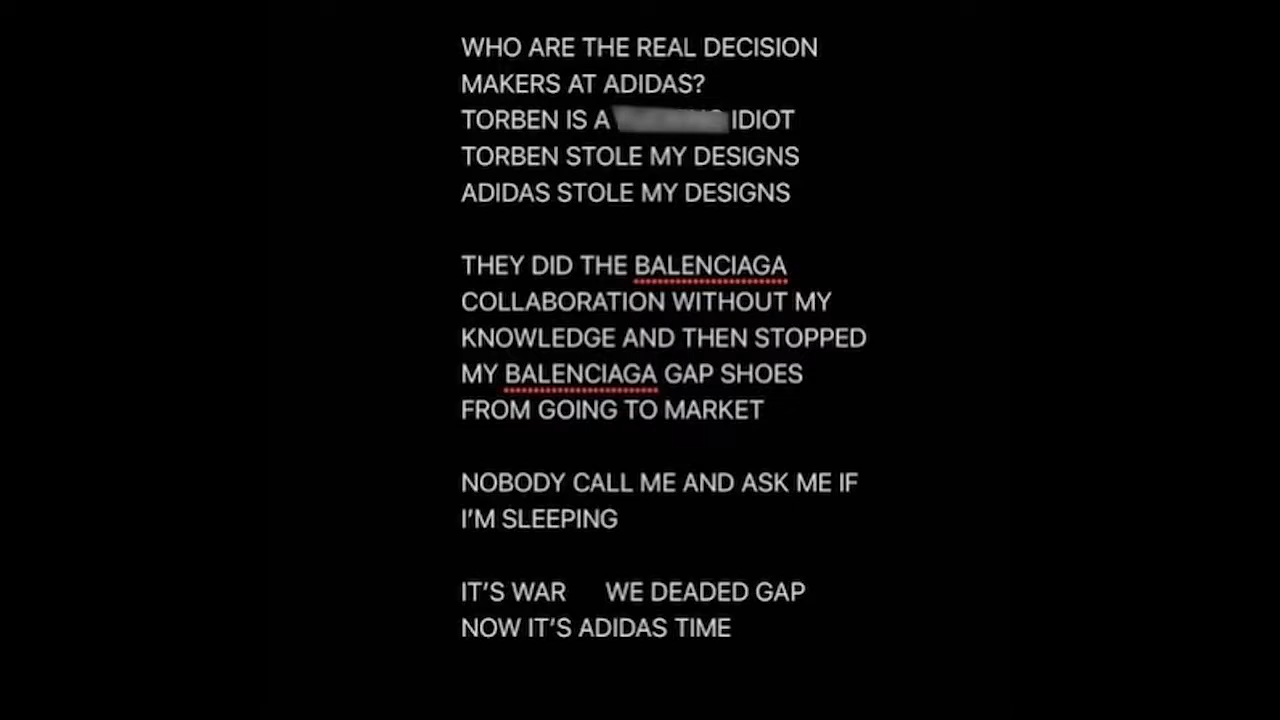 WHO ARE THE REAL DECISION
MAKERS AT ADIDAS?
TORBEN IS A IDIOT
TORBEN STOLE MY DESIGNS
ADIDAS STOLE MY DESIGNS
THEY DID THE BALENCIAGA
COLLABORATION WITHOUT MY
KNOWLEDGE AND THEN STOPPED
MY BALENCIAGA GAP SHOES
FROM GOING TO MARKET
NOBODY CALL ME AND ASK ME IF
I'M SLEEPING
IT'S WAR WE DEADED GAP
NOW IT'S ADIDAS TIME